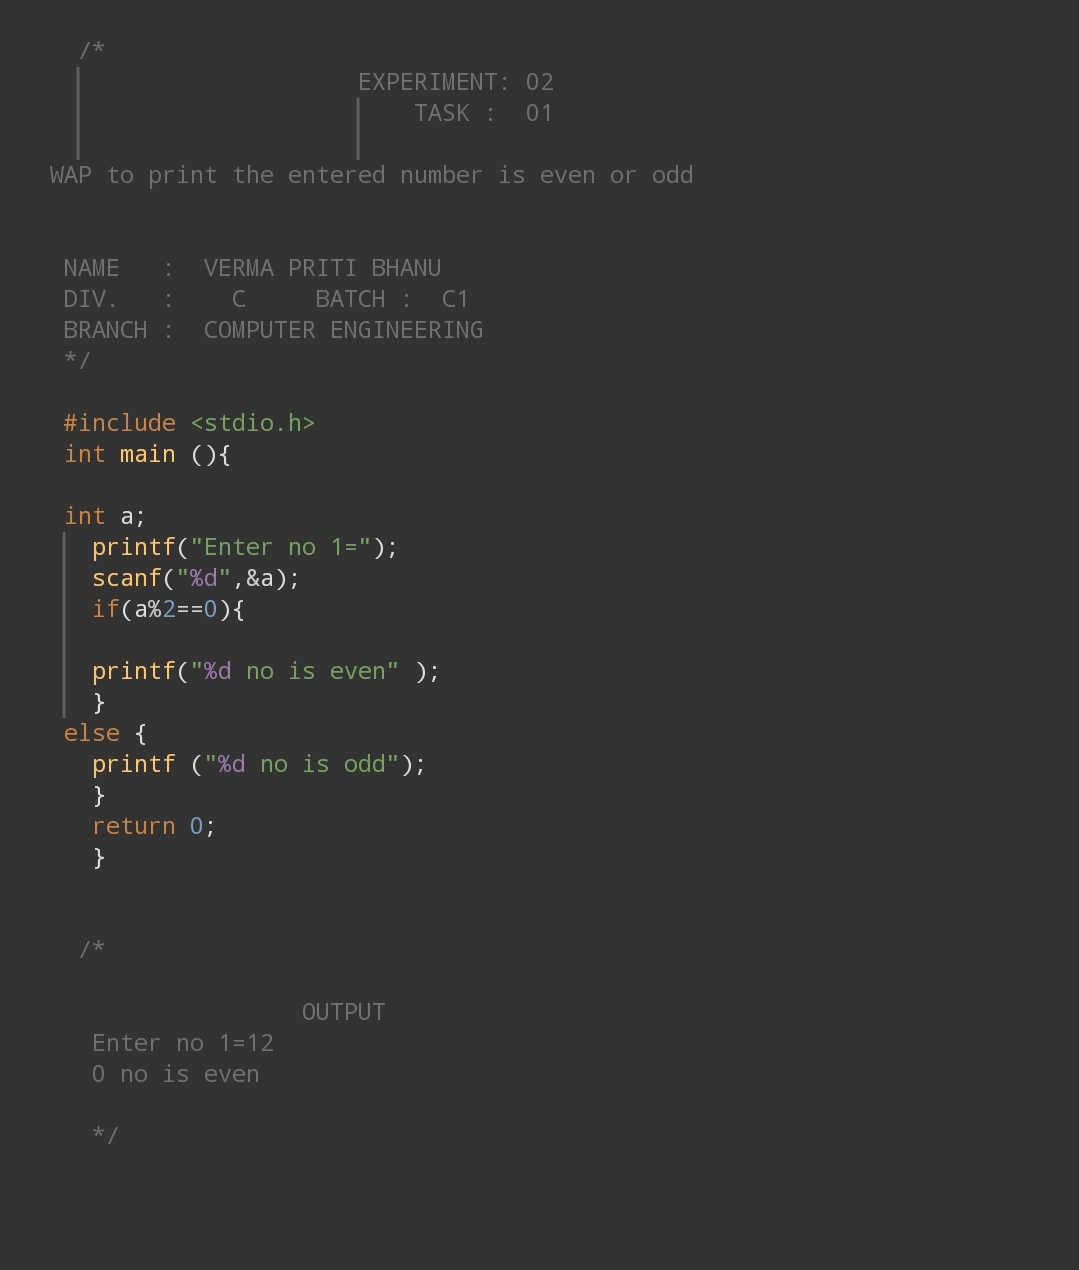 /*
EXPERIMENT: 02
TASK :  01
WAP to print the entered number is even or odd
NAME   :  VERMA PRITI BHANU
DIV.   :    C     BATCH :  C1
BRANCH :  COMPUTER ENGINEERING
*/
#include <stdio.h>
int main (){
int a;
printf("Enter no 1=");
scanf("%d",&a);
if(a%2==0){
printf("%d no is even" );
}
else {
printf ("%d no is odd");
}
return 0;
}
/*
OUTPUT
Enter no 1=12
0 no is even
*/